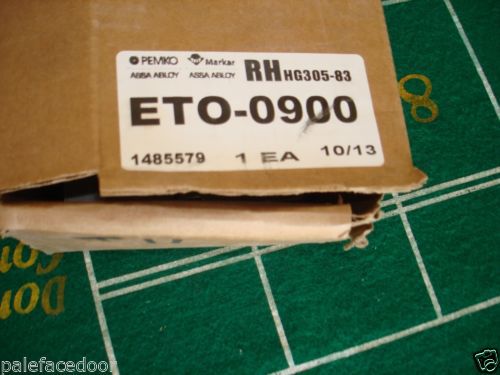 PEMKO Markar RH HG305-83
ASSA ABLOY ASSA ABLOY
ETO-0900
1485579 1 EA 10/13
8
Don
Con
palefacedoor